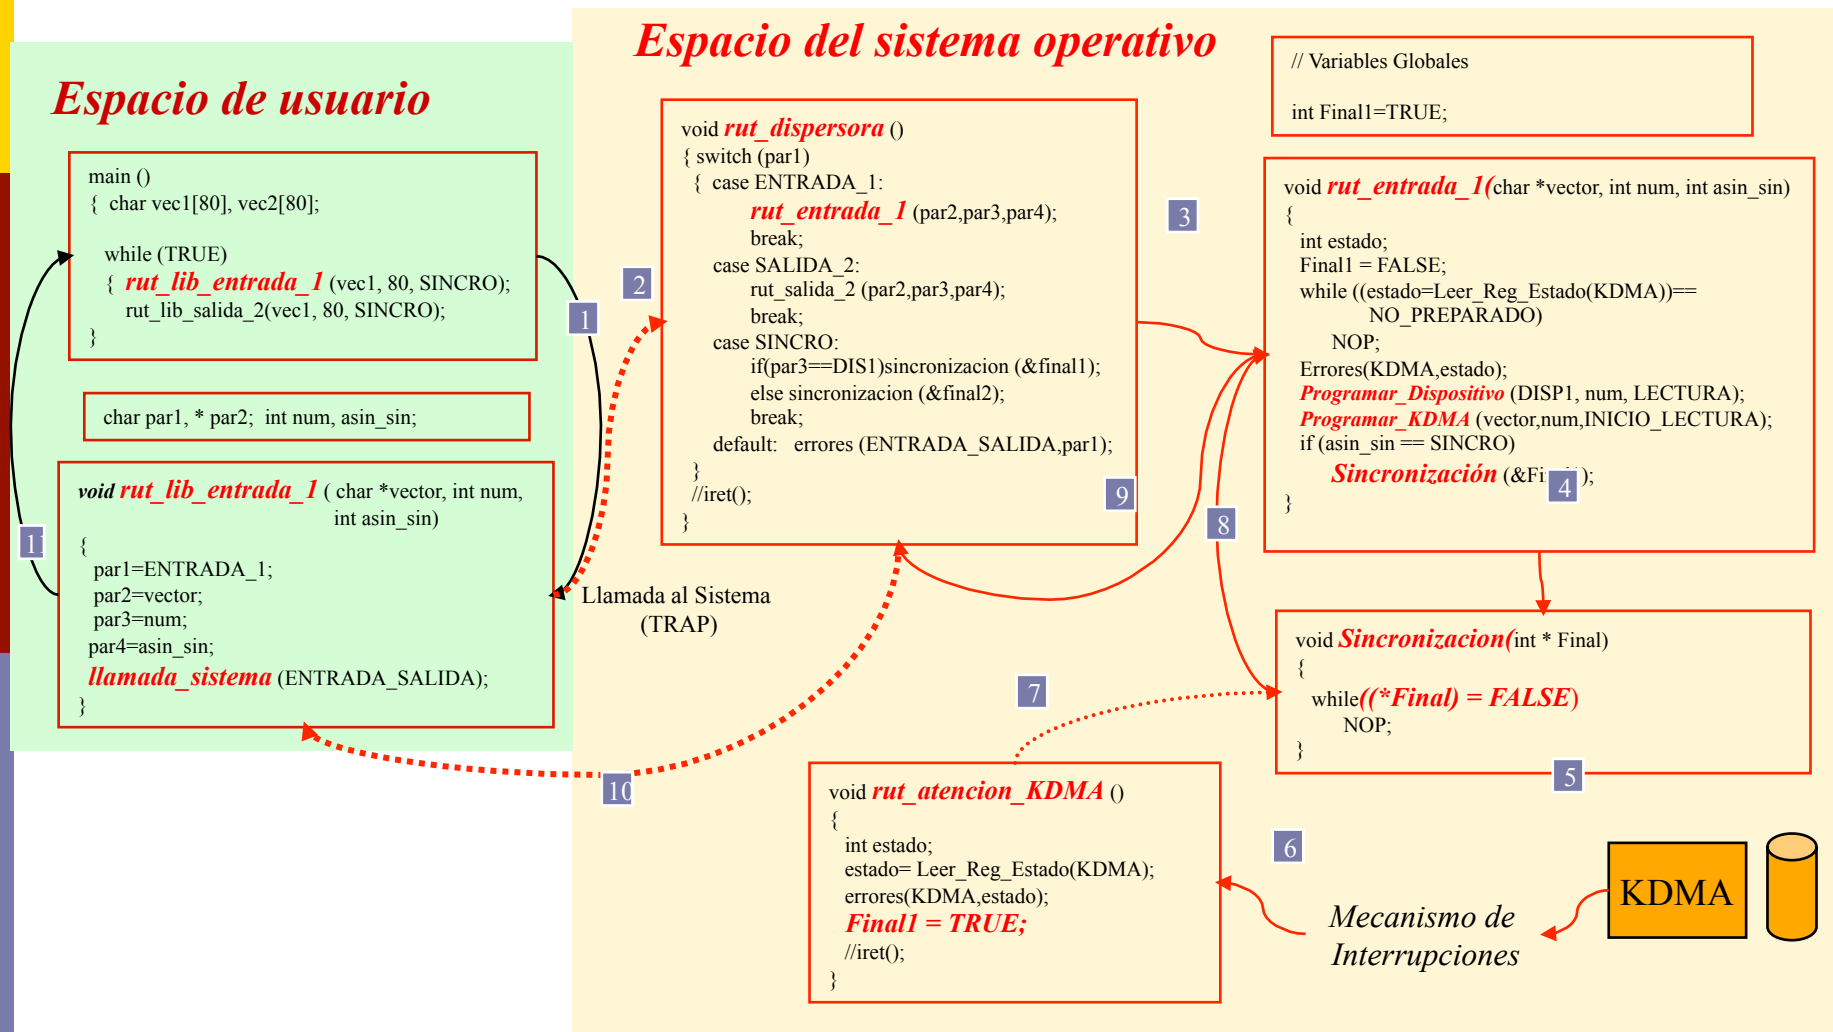 Espacio del sistema operativo
Espacio de usuario
// Variables Globales
int Final1=TRUE;
main ()
{ char vec1[80], vec2[80];
while (TRUE)
{ rut_lib_entrada_1 (vec1, 80, SINCRO);
rut_lib_salida_2(vec1, 80, SINCRO);
}
char par1, * par2; int num, asin_sin;
void rut_lib_entrada_1 ( char *vector, int num,
int asin_sin)
{
par1=ENTRADA_1;
par2=vector;
par3=num;
par4=asin_sin;
llamada_sistema (ENTRADA_SALIDA);
}
1
2
11
10
Llamada al Sistema
(TRAP)
void rut_dispersora ()
{ switch (par1)
{ case ENTRADA_1:
rut_entrada_1 (par2,par3,par4);
break;
case SALIDA_2:
rut_salida_2 (par2,par3,par4);
break;
case SINCRO:
if(par3==DIS1)sincronizacion (&final1);
else sincronizacion (&final2);
break;
default: errores (ENTRADA_SALIDA,par1);
}
//iret();
}
3
9
8
void rut_entrada_1(char *vector, int num, int asin_sin)
{
int estado;
Final1 = FALSE;
while ((estado=Leer_Reg_Estado(KDMA))==
NO_PREPARADO)
NOP;
Errores(KDMA,estado);
Programar_Dispositivo (DISP1, num, LECTURA);
Programar_KDMA (vector,num,INICIO_LECTURA);
if (asin_sin == SINCRO)
Sincronización );
}
4
void Sincronizacion(int * Final)
{
while((*Final) = FALSE)
NOP;
}
5
7
void rut_atencion_KDMA ()
{
int estado;
estado= Leer_Reg_Estado(KDMA);
errores(KDMA,estado);
Final1 = TRUE;
//iret();
}
6
Mecanismo de
Interrupciones
KDMA